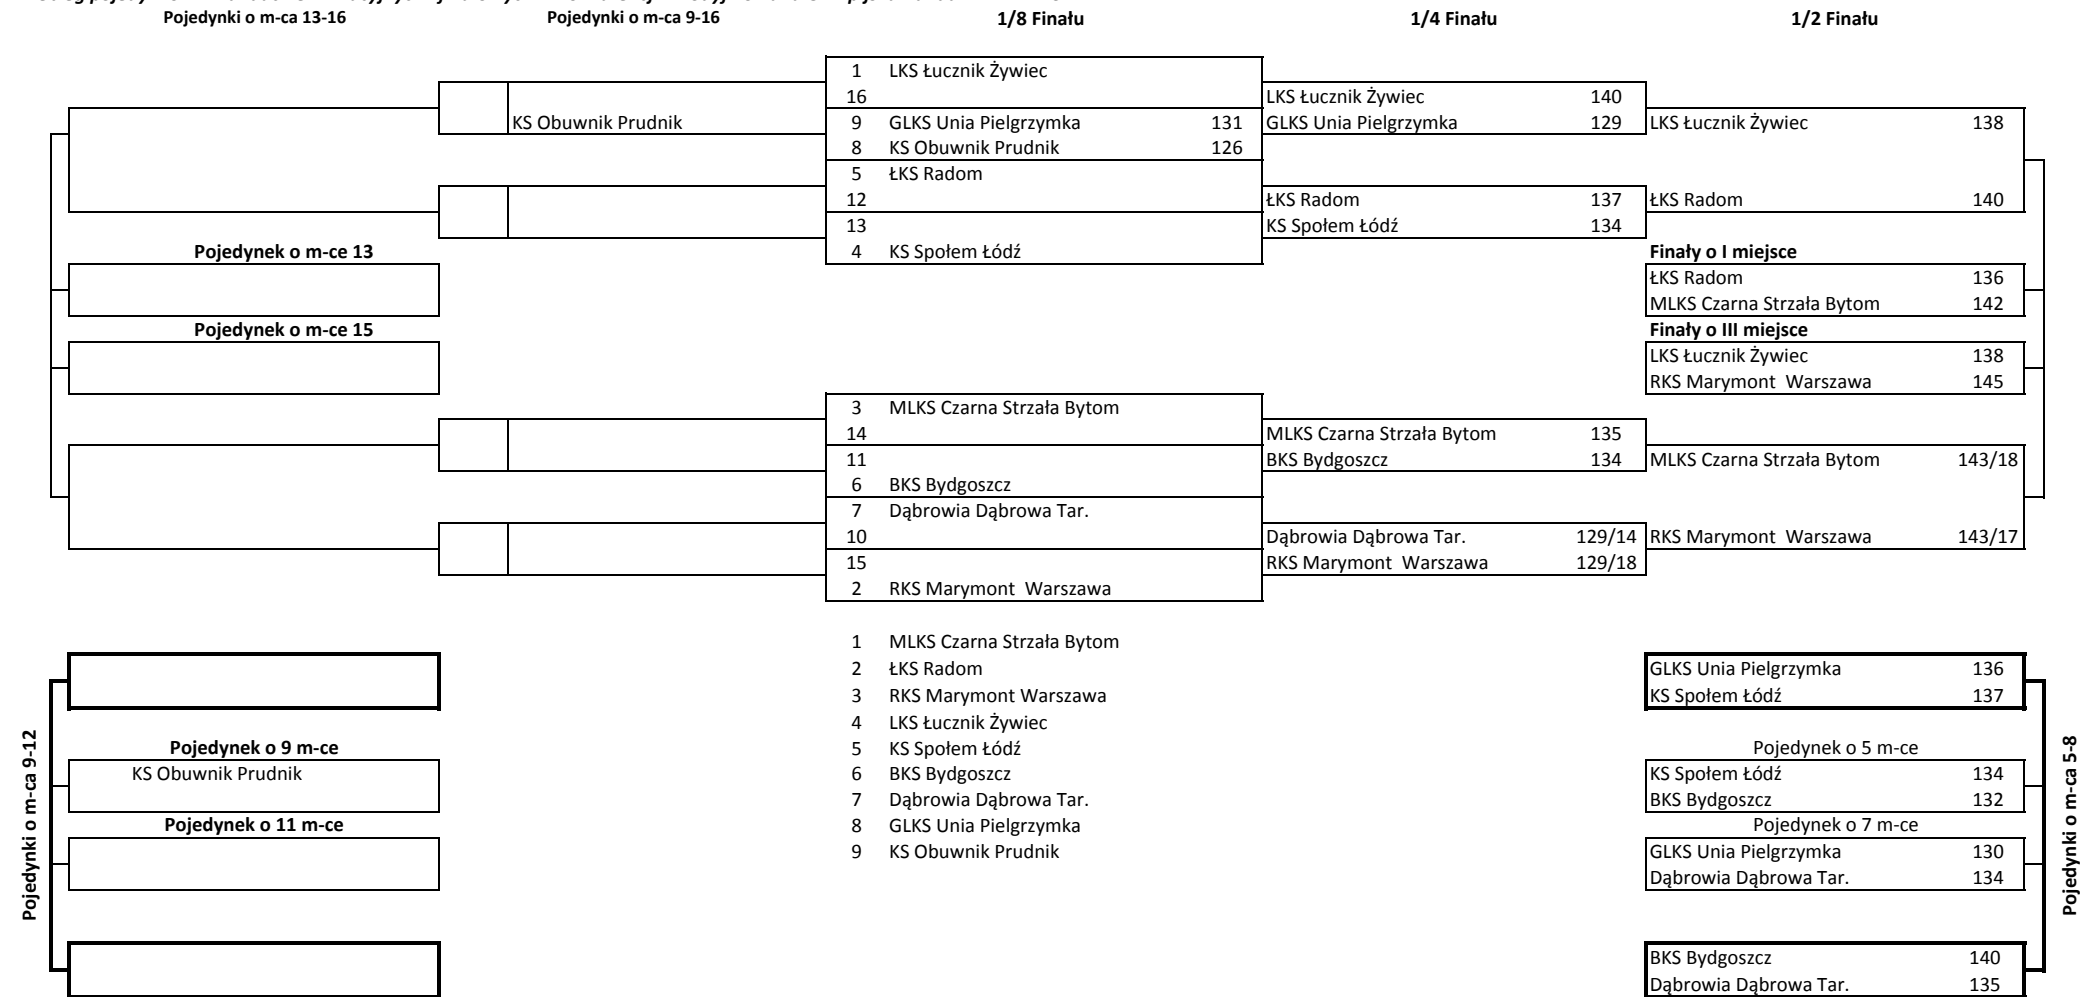 Pojedynki o m-ca 13-16 Pojedynki o m-ca 9-16 1/8 Finału 1/4 Finału 1/2 Finału
1 LKS Łucznik Żywiec
16 LKS Łucznik Żywiec 140
KS Obuwnik Prudnik 9 GLKS Unia Pielgrzymka 131 GLKS Unia Pielgrzymka 129 LKS Łucznik Żywiec 138
8 KS Obuwnik Prudnik 126
5 ŁKS Radom
12 ŁKS Radom 137 ŁKS Radom 140
13 KS Społem Łódź 134
Pojedynek o m-ce 13 4 KS Społem Łódź Finały o I miejsce
ŁKS Radom 136
MLKS Czarna Strzała Bytom 142
Pojedynek o m-ce 15 Finały o III miejsce
LKS Łucznik Żywiec 138
RKS Marymont Warszawa 145
3 MLKS Czarna Strzała Bytom
14 MLKS Czarna Strzała Bytom 135
11 BKS Bydgoszcz 134 MLKS Czarna Strzała Bytom 143/18
6 BKS Bydgoszcz
7 Dąbrowia Dąbrowa Tar.
10 Dąbrowia Dąbrowa Tar. 129/14 RKS Marymont Warszawa 143/17
15 RKS Marymont Warszawa 129/18
2 RKS Marymont Warszawa
1 MLKS Czarna Strzała Bytom
2 ŁKS Radom GLKS Unia Pielgrzymka 136
3 RKS Marymont Warszawa KS Społem Łódź 137
4 LKS Łucznik Żywiec
Pojedynek o 9 m-ce 5 KS Społem Łódź Pojedynek o 5 m-ce
KS Obuwnik Prudnik 6 BKS Bydgoszcz KS Społem Łódź 134
7 Dąbrowia Dąbrowa Tar. BKS Bydgoszcz 132
Pojedynek o 11 m-ce 8 GLKS Unia Pielgrzymka Pojedynek o 7 m-ce
9 KS Obuwnik Prudnik GLKS Unia Pielgrzymka 130
Dąbrowia Dąbrowa Tar. 134
BKS Bydgoszcz 140
Dąbrowia Dąbrowa Tar. 135
Pojedynki o m-ca 9-12
Pojedynki o m-ca 5-8